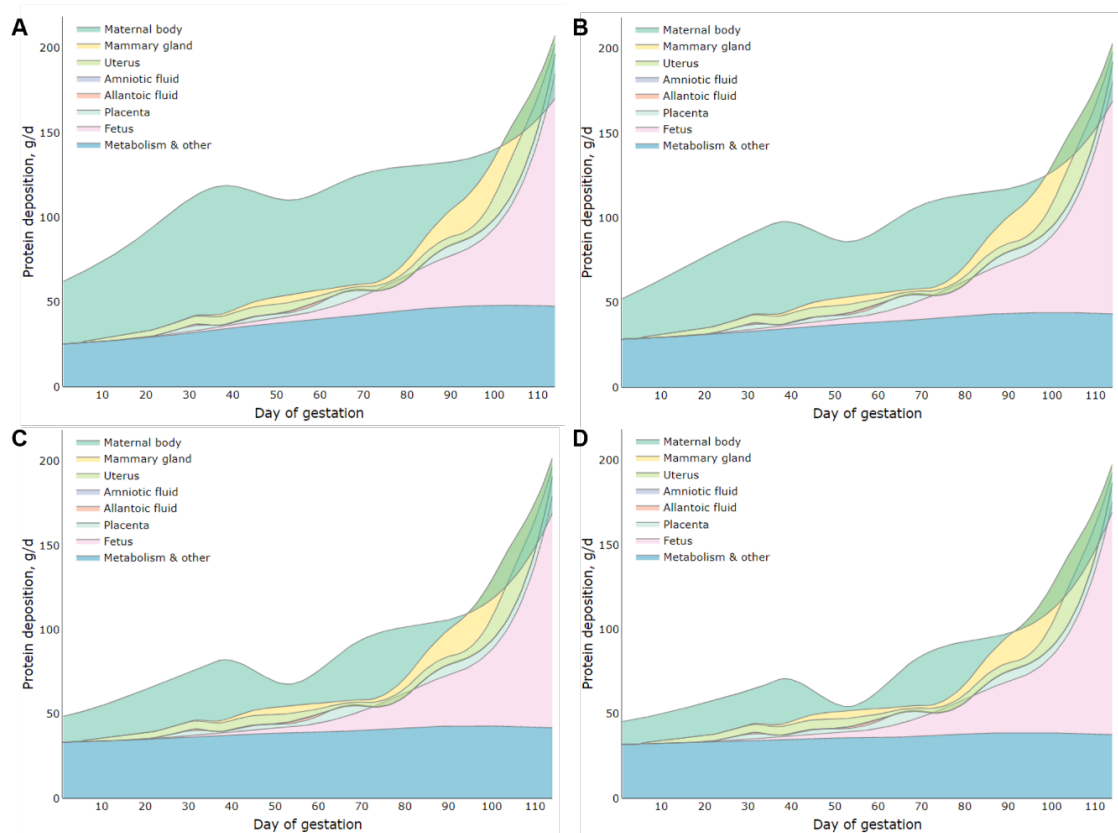 A
Maternal body
Mammary gland
Uterus
Amniotic fluid
Allantoic fluid
Placenta
Fetus
Metabolism & other
Protein deposition, g/d
200
150
100
50
0
10 20 30 40 50 60 70 80 90 100 110
Day of gestation
B
Maternal body
Mammary gland
Uterus
Amniotic fluid
Allantoic fluid
Placenta
Fetus
Metabolism & other
Protein deposition, g/d
200
150
100
50
0
10 20 30 40 50 60 70 80 90 100 110
Day of gestation
C
Maternal body
Mammary gland
Uterus
Amniotic fluid
Allantoic fluid
Placenta
Fetus
Metabolism & other
Protein deposition, g/d
200
150
100
50
0
10 20 30 40 50 60 70 80 90 100 110
Day of gestation
D
Maternal body
Mammary gland
Uterus
Amniotic fluid
Allantoic fluid
Placenta
Fetus
Metabolism & other
Protein deposition, g/d
200
150
100
50
0
10 20 30 40 50 60 70 80 90 100 110
Day of gestation